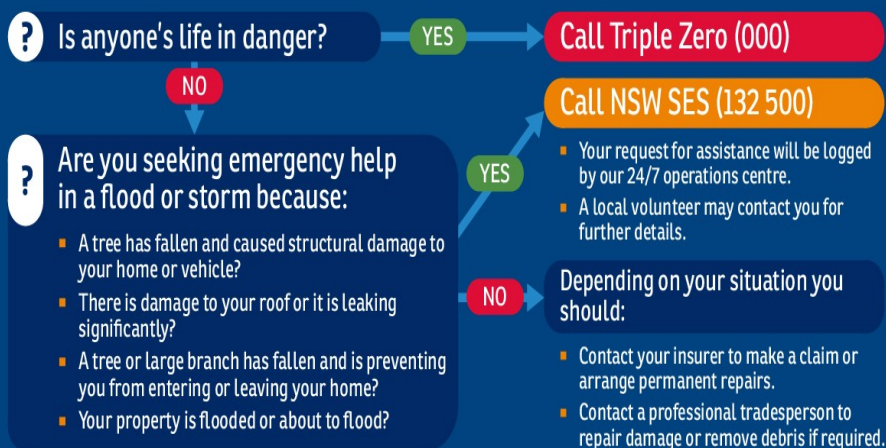 ? Is anyone's life in danger?
YES
Call Triple Zero (000)
NO
Call NSW SES (132 500)
▪ Your request for assistance will be logged
by our 24/7 operations centre.
▪ A local volunteer may contact you for
further details.
? Are you seeking emergency help
in a flood or storm because:
▪ A tree has fallen and caused structural damage to
your home or vehicle?
▪ There is damage to your roof or it is leaking
significantly?
▪ A tree or large branch has fallen and is preventing
you from entering or leaving your home?
▪ Your property is flooded or about to flood?
YES
NO
Depending on your situation you
should:
▪ Contact your insurer to make a claim or
arrange permanent repairs.
▪ Contact a professional tradesperson to
repair damage or remove debris if required.